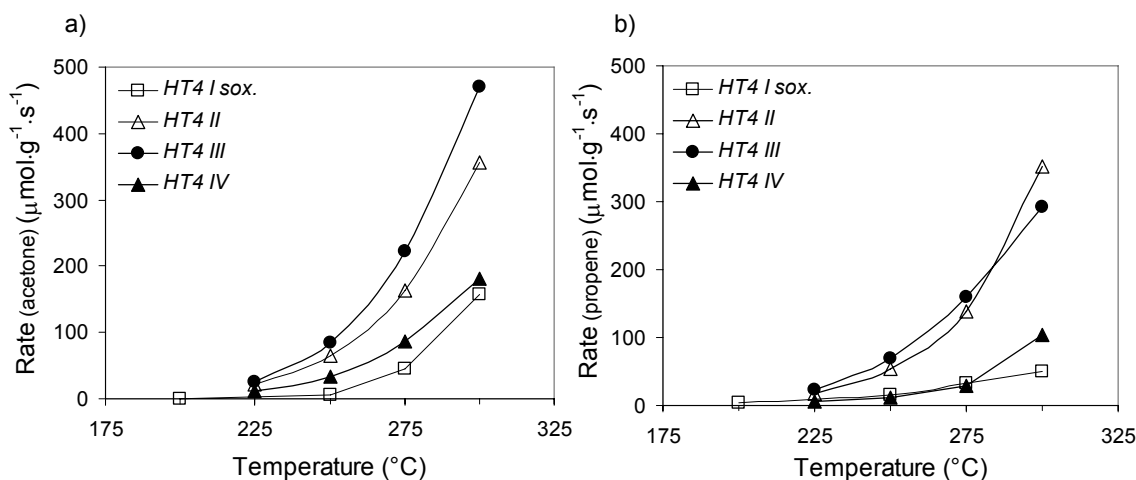 a)
Rate (acetone) (μmol·g⁻¹·s⁻¹)
500
400
300
200
100
0
HT4 I sox.
HT4 II
HT4 III
HT4 IV
175
225
275
325
Temperature (°C)
b)
Rate (propene) (μmol·g⁻¹·s⁻¹)
500
400
300
200
100
0
HT4 I sox.
HT4 II
HT4 III
HT4 IV
175
225
275
325
Temperature (°C)